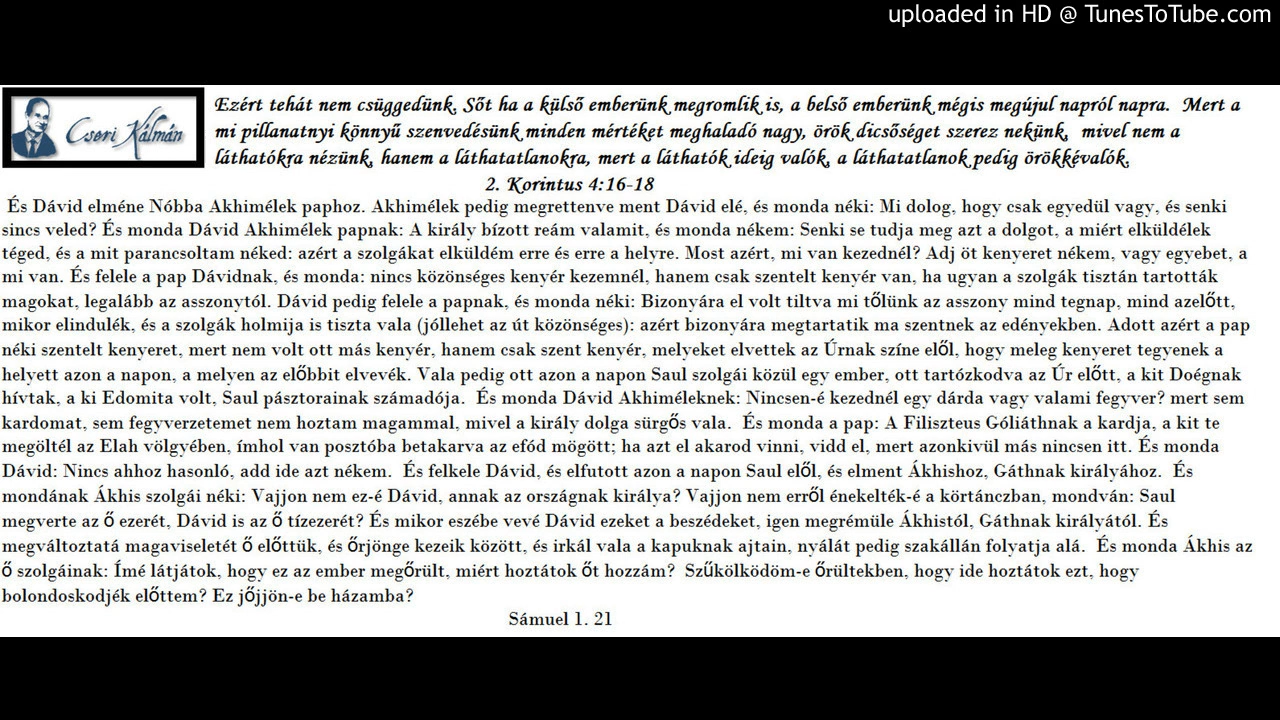 uploaded in HD @ TunesToTube.com
Cseri Kálmán
Ezért tehát nem csüggedünk. Sőt ha a külső emberünk megromlik is, a belső emberünk mégis megújul napról napra. Mert a
mi pillanatnyi könnyű szenvedésünk minden mértéket meghaladó nagy, örök dicsőséget szerez nekünk, mivel nem a
láthatókra nézünk, hanem a láthatatlanokra, mert a láthatók ideig valók, a láthatatlanok pedig örökkévalók.
2. Korintus 4:16-18
És Dávid elméne Nóbba Akhimélek paphoz. Akhimélek pedig megrettenve ment Dávid elé, és monda néki: Mi dolog, hogy csak egyedül vagy, és senki
sincs veled? És monda Dávid Akhimélek papnak: A király bízott reám valamit, és monda nékem: Senki se tudja meg azt a dolgot, a miért elküldélek
téged, és a mit parancsoltam néked: azért a szolgákat elküldém erre és erre a helyre. Most azért, mi van kezednél? Adj öt kenyeret nékem, vagy egyebet, a
mi van. És felele a pap Dávidnak, és monda: nincs közönséges kenyér kezemnél, hanem csak szentelt kenyér van, ha ugyan a szolgák tisztán tartották
magokat, legalább az asszonytól. Dávid pedig felele a papnak, és monda néki: Bizonyára el volt tiltva mi tőlünk az asszony mind tegnap, mind azelőtt,
mikor elindulék, és a szolgák holmija is tiszta vala (jóllehet az út közönséges): azért bizonyára megtartatik ma szentnek az edényekben. Adott azért a pap
néki szentelt kenyeret, mert nem volt ott más kenyér, hanem csak szent kenyér, melyeket elvettek az Úrnak színe elől, hogy meleg kenyeret tegyenek a
helyett azon a napon, a melyen az előbbit elvevék. Vala pedig ott azon a napon Saul szolgái közül egy ember, ott tartózkodva az Úr előtt, a kit Doégnak
hívtak, a ki Edomita volt, Saul pásztorainak számadója. És monda Dávid Akhiméleknek: Nincsen-é kezednél egy dárda vagy valami fegyver? mert sem
kardomat, sem fegyverzetemet nem hoztam magammal, mivel a király dolga sürgős vala. És monda a pap: A Filiszteus Góliáthnak a kardja, a kit te
megöltél az Elah völgyében, ímhol van posztóba betakarva az efód mögött; ha azt el akarod vinni, vidd el, mert azonkivül más nincsen itt. És monda
Dávid: Nincs ahhoz hasonló, add ide azt nékem. És felkele Dávid, és elfutott azon a napon Saul elől, és elment Ákhishoz, Gáthnak királyához. És
mondának Ákhis szolgái néki: Vajjon nem ez-é Dávid, annak az országnak királya? Vajjon nem erről énekelték-é a körtánczban, mondván: Saul
megverte az ő ezerét, Dávid is az ő tízezerét? És mikor eszébe vevé Dávid ezeket a beszédeket, igen megrémüle Ákhistól, Gáthnak királyától. És
megváltoztatá magaviseletét ő előttük, és őrjönge kezeik között, és irkál vala a kapuknak ajtain, nyálát pedig szakállán folyatja alá. És monda Ákhis az
ő szolgáinak: Ímé látjátok, hogy ez az ember megőrült, miért hoztátok őt hozzám? Szűkölködöm-e őrültekben, hogy ide hoztátok ezt, hogy
bolondoskodjék előttem? Ez jőjjön-e be házamba?
Sámuel 1. 21